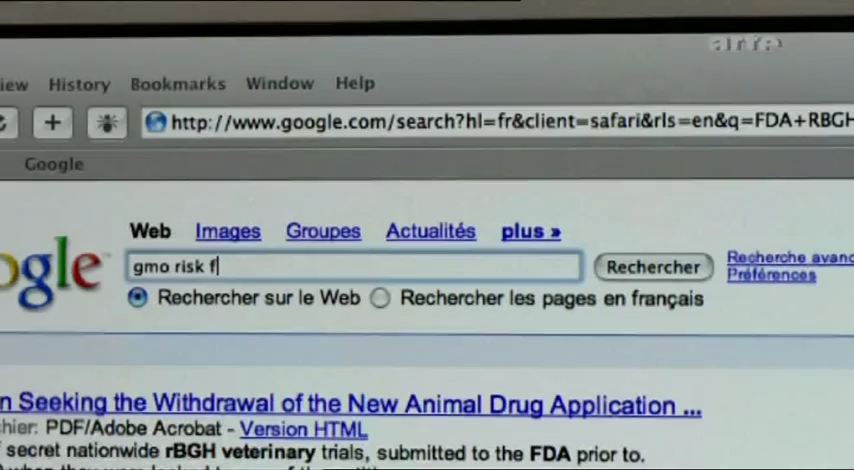 arte
iew History Bookmarks Window Help
http://www.google.com/search?hl=fr&client=safari&rls=en&q=FDA+RBGH
Google
Web Images Groupes Actualités plus »
ogle gmo risk f Rechercher Recherche avanc
Préférences
Rechercher sur le Web Rechercher les pages en français
n Seeking the Withdrawal of the New Animal Drug Application ...
hier: PDF/Adobe Acrobat - Version HTML
secret nationwide rBGH veterinary trials, submitted to the FDA prior to.